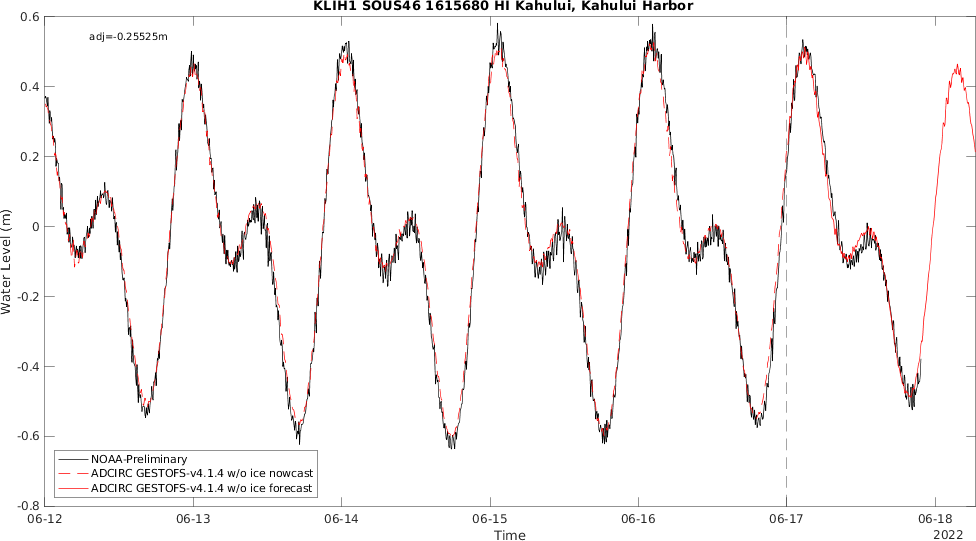 KLIH1 SOUS46 1615680 HI Kahului, Kahului Harbor
adj=-0.25525m
0.6
0.4
0.2
0
-0.2
-0.4
-0.6
-0.8
Water Level (m)
NOAA-Preliminary
ADCIRC GESTOFS-v4.1.4 w/o ice nowcast
ADCIRC GESTOFS-v4.1.4 w/o ice forecast
06-12 06-13 06-14 06-15 06-16 06-17 06-18
Time
2022